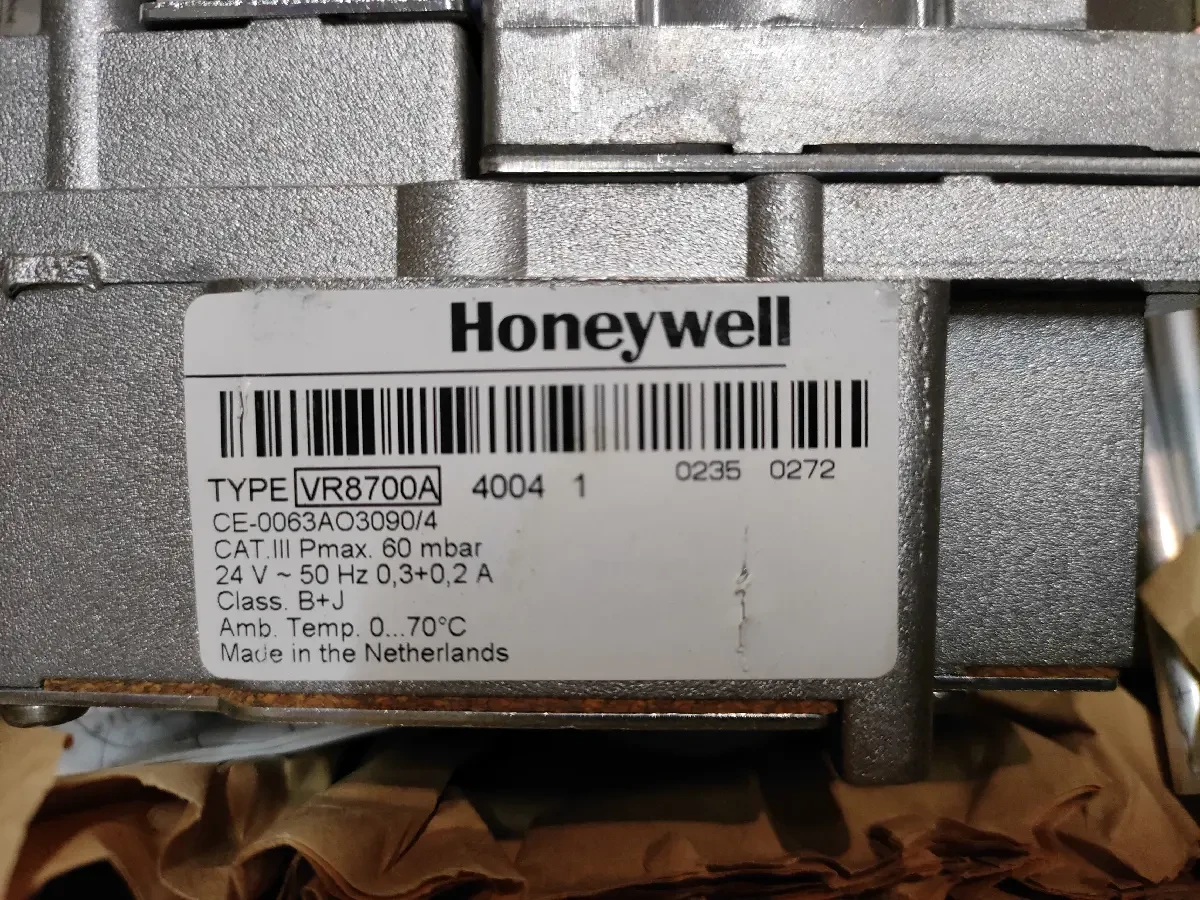 Honeywell
TYPE VR8700A 4004 1 0235 0272
CE-0063AO3090/4
CAT.III Pmax. 60 mbar
24 V ~ 50 Hz 0,3+0,2 A
Class. B+J
Amb. Temp. 0...70°C
Made in the Netherlands